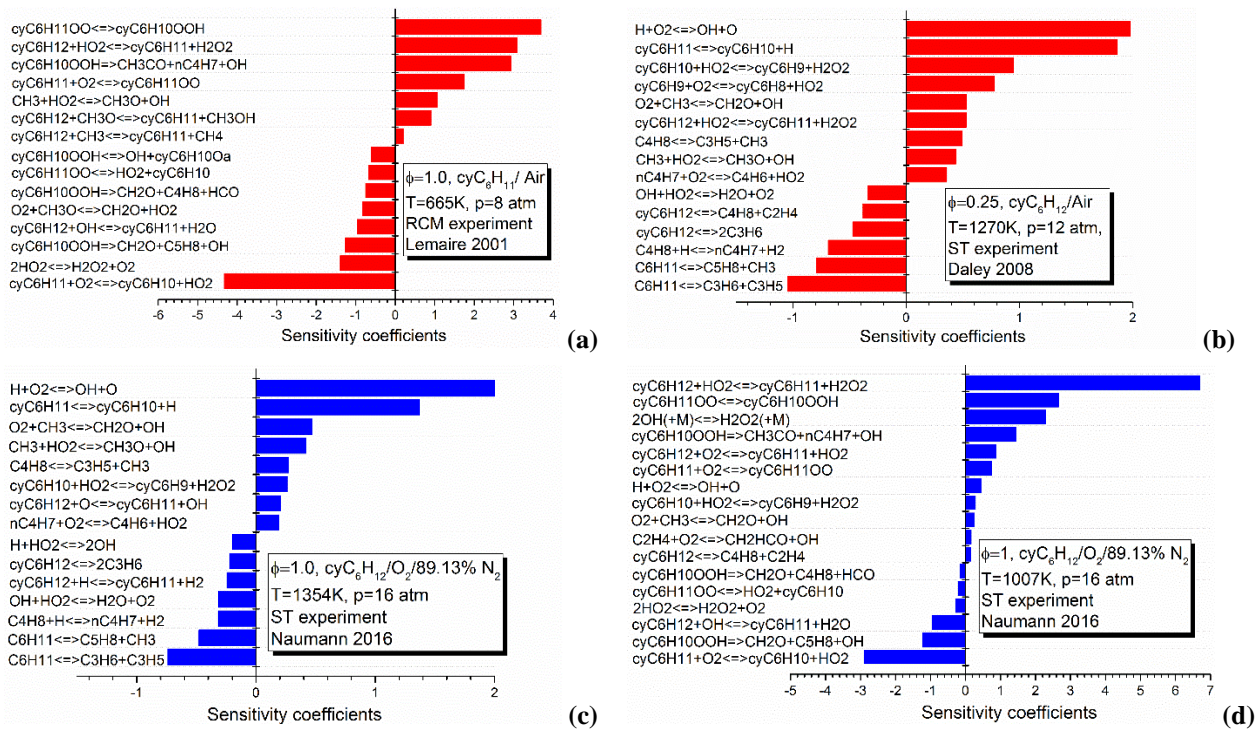 cyC6H11OO<=>cyC6H10OOH
cyC6H12+HO2<=>cyC6H11+H2O2
cyC6H10OOH=>CH3CO+nC4H7+OH
cyC6H11+O2<=>cyC6H11OO
CH3+HO2<=>CH3O+OH
cyC6H12+CH3O<=>cyC6H11+CH3OH
cyC6H12+CH3<=>cyC6H11+CH4
cyC6H10OOH<=>OH+cyC6H10Oa
cyC6H11OO<=>HO2+cyC6H10
cyC6H10OOH=>CH2O+C4H8+HCO
O2+CH3O<=>CH2O+HO2
cyC6H12+OH<=>cyC6H11+H2O
cyC6H10OOH=>CH2O+C5H8+OH
2HO2<=>H2O2+O2
cyC6H11+O2<=>cyC6H10+HO2
ϕ=1.0, cyC6H11/ Air
T=665K, p=8 atm
RCM experiment
Lemaire 2001
-6 -5 -4 -3 -2 -1 0 1 2 3 4
Sensitivity coefficients
(a)
H+O2<=>OH+O
cyC6H11<=>cyC6H10+H
cyC6H10+HO2<=>cyC6H9+H2O2
cyC6H9+O2<=>cyC6H8+HO2
O2+CH3<=>CH2O+OH
cyC6H12+HO2<=>cyC6H11+H2O2
C4H8<=>C3H5+CH3
CH3+HO2<=>CH3O+OH
nC4H7+O2<=>C4H6+HO2
OH+HO2<=>H2O+O2
cyC6H12<=>C4H8+C2H4
cyC6H12<=>2C3H6
C4H8+H<=>nC4H7+H2
C6H11<=>C5H8+CH3
C6H11<=>C3H6+C3H5
ϕ=0.25, cyC6H12/Air
T=1270K, p=12 atm,
ST experiment
Daley 2008
-1 0 1 2
Sensitivity coefficients
(b)
H+O2<=>OH+O
cyC6H11<=>cyC6H10+H
O2+CH3<=>CH2O+OH
CH3+HO2<=>CH3O+OH
C4H8<=>C3H5+CH3
cyC6H10+HO2<=>cyC6H9+H2O2
cyC6H12+O<=>cyC6H11+OH
nC4H7+O2<=>C4H6+HO2
H+HO2<=>2OH
cyC6H12<=>2C3H6
cyC6H12+H<=>cyC6H11+H2
OH+HO2<=>H2O+O2
C4H8+H<=>nC4H7+H2
C6H11<=>C5H8+CH3
C6H11<=>C3H6+C3H5
ϕ=1.0, cyC6H12/O2/89.13% N2
T=1354K, p=16 atm
ST experiment
Naumann 2016
-1 0 1 2
Sensitivity coefficients
(c)
cyC6H12+HO2<=>cyC6H11+H2O2
cyC6H11OO<=>cyC6H10OOH
2OH(+M)<=>H2O2(+M)
cyC6H10OOH=>CH3CO+nC4H7+OH
cyC6H12+O2<=>cyC6H11+HO2
cyC6H11+O2<=>cyC6H11OO
H+O2<=>OH+O
cyC6H10+HO2<=>cyC6H9+H2O2
O2+CH3<=>CH2O+OH
C2H4+O2<=>CH2HCO+OH
cyC6H12<=>C4H8+C2H4
cyC6H10OOH=>CH2O+C4H8+HCO
cyC6H11OO<=>HO2+cyC6H10
2HO2<=>H2O2+O2
cyC6H12+OH<=>cyC6H11+H2O
cyC6H10OOH=>CH2O+C5H8+OH
cyC6H11+O2<=>cyC6H10+HO2
ϕ=1, cyC6H12/O2/89.13% N2
T=1007K, p=16 atm
ST experiment
Naumann 2016
-5 -4 -3 -2 -1 0 1 2 3 4 5 6 7
Sensitivity coefficients
(d)